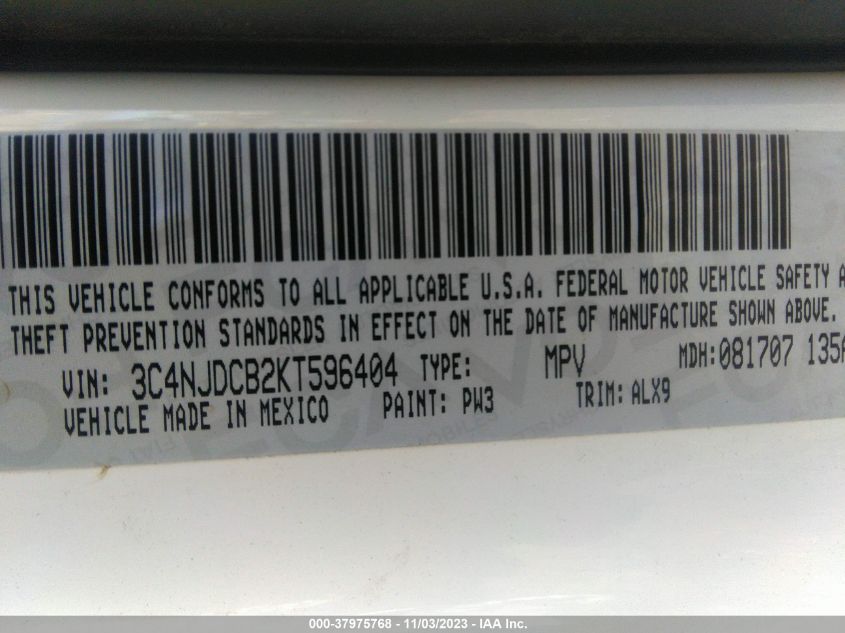 THIS VEHICLE CONFORMS TO ALL APPLICABLE U.S.A. FEDERAL MOTOR VEHICLE SAFETY A
THEFT PREVENTION STANDARDS IN EFFECT ON THE DATE OF MANUFACTURE SHOWN ABOVE.
VIN: 3C4NJDCB2KT596404 TYPE: MPV MDH:081707 135A
VEHICLE MADE IN MEXICO PAINT: PW3 TRIM: ALX9
000-37975768 - 11/03/2023 - IAA Inc.